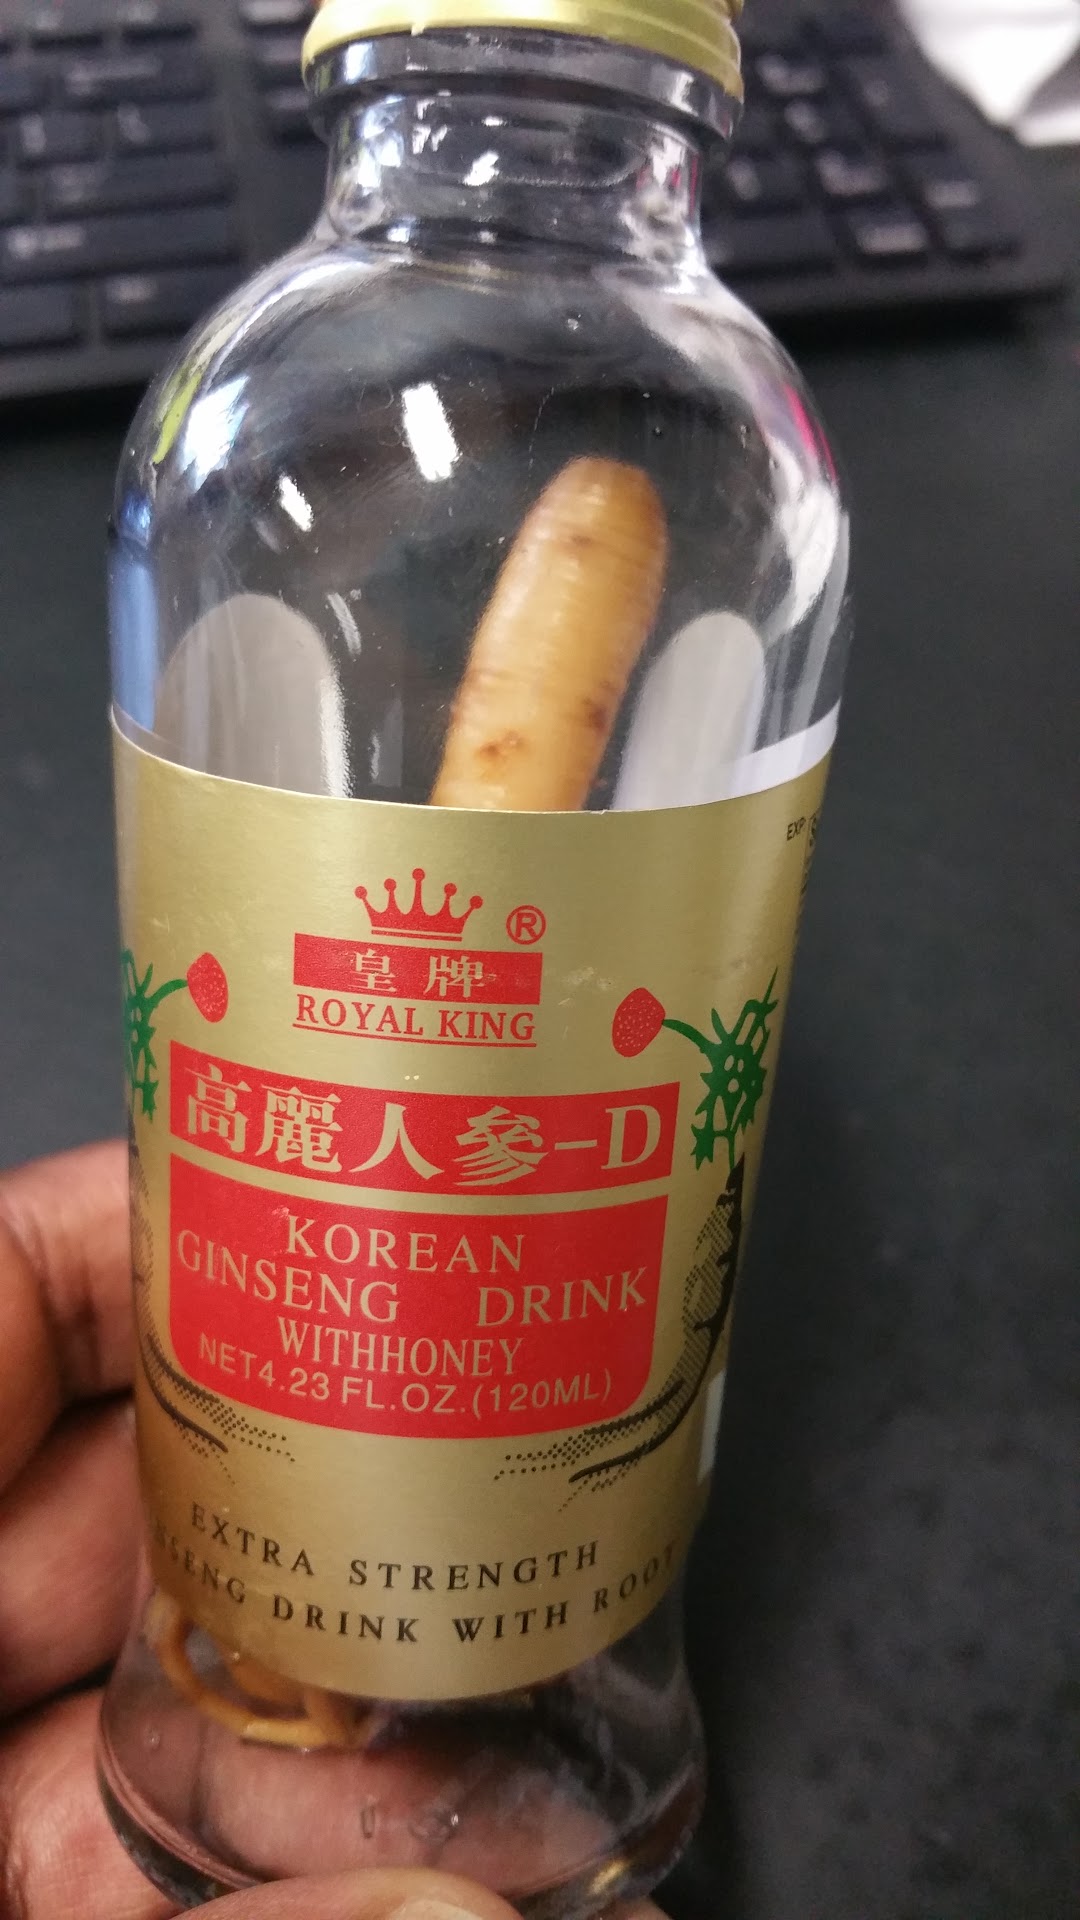 ®
皇牌
ROYAL KING
EXP
高麗人參-D
KOREAN
GINSENG DRINK
WITHHONEY
NET4.23 FL.OZ.(120ML)
EXTRA STRENGTH
DRINK WITH ROOT